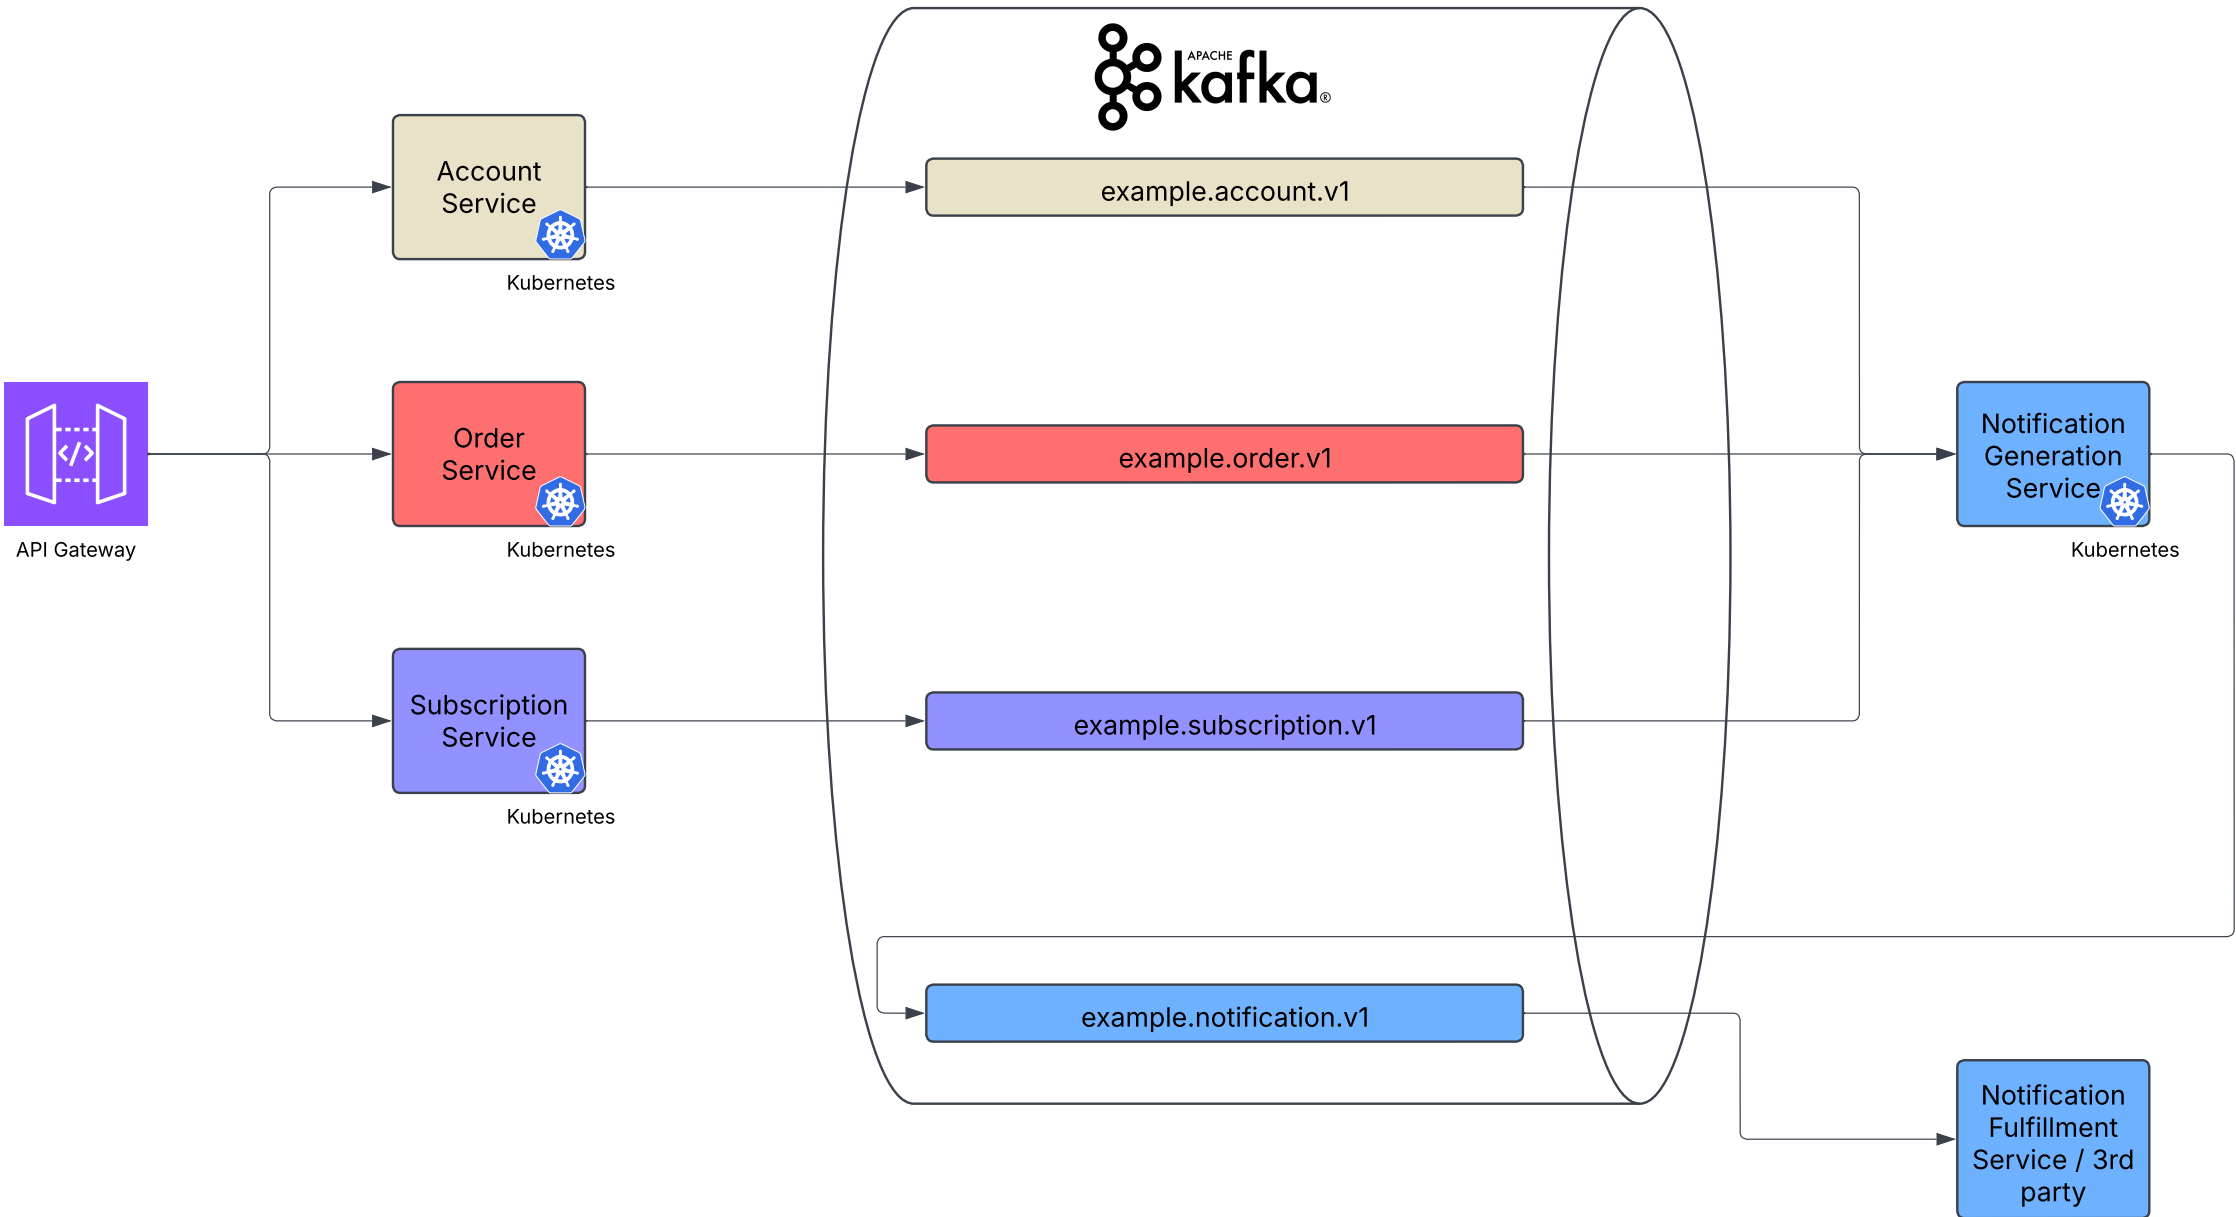 APACHE
kafka®
Account
Service
Kubernetes
example.account.v1
API Gateway
Order
Service
Kubernetes
example.order.v1
Notification
Generation
Service
Kubernetes
Subscription
Service
Kubernetes
example.subscription.v1
example.notification.v1
Notification
Fulfillment
Service / 3rd
party